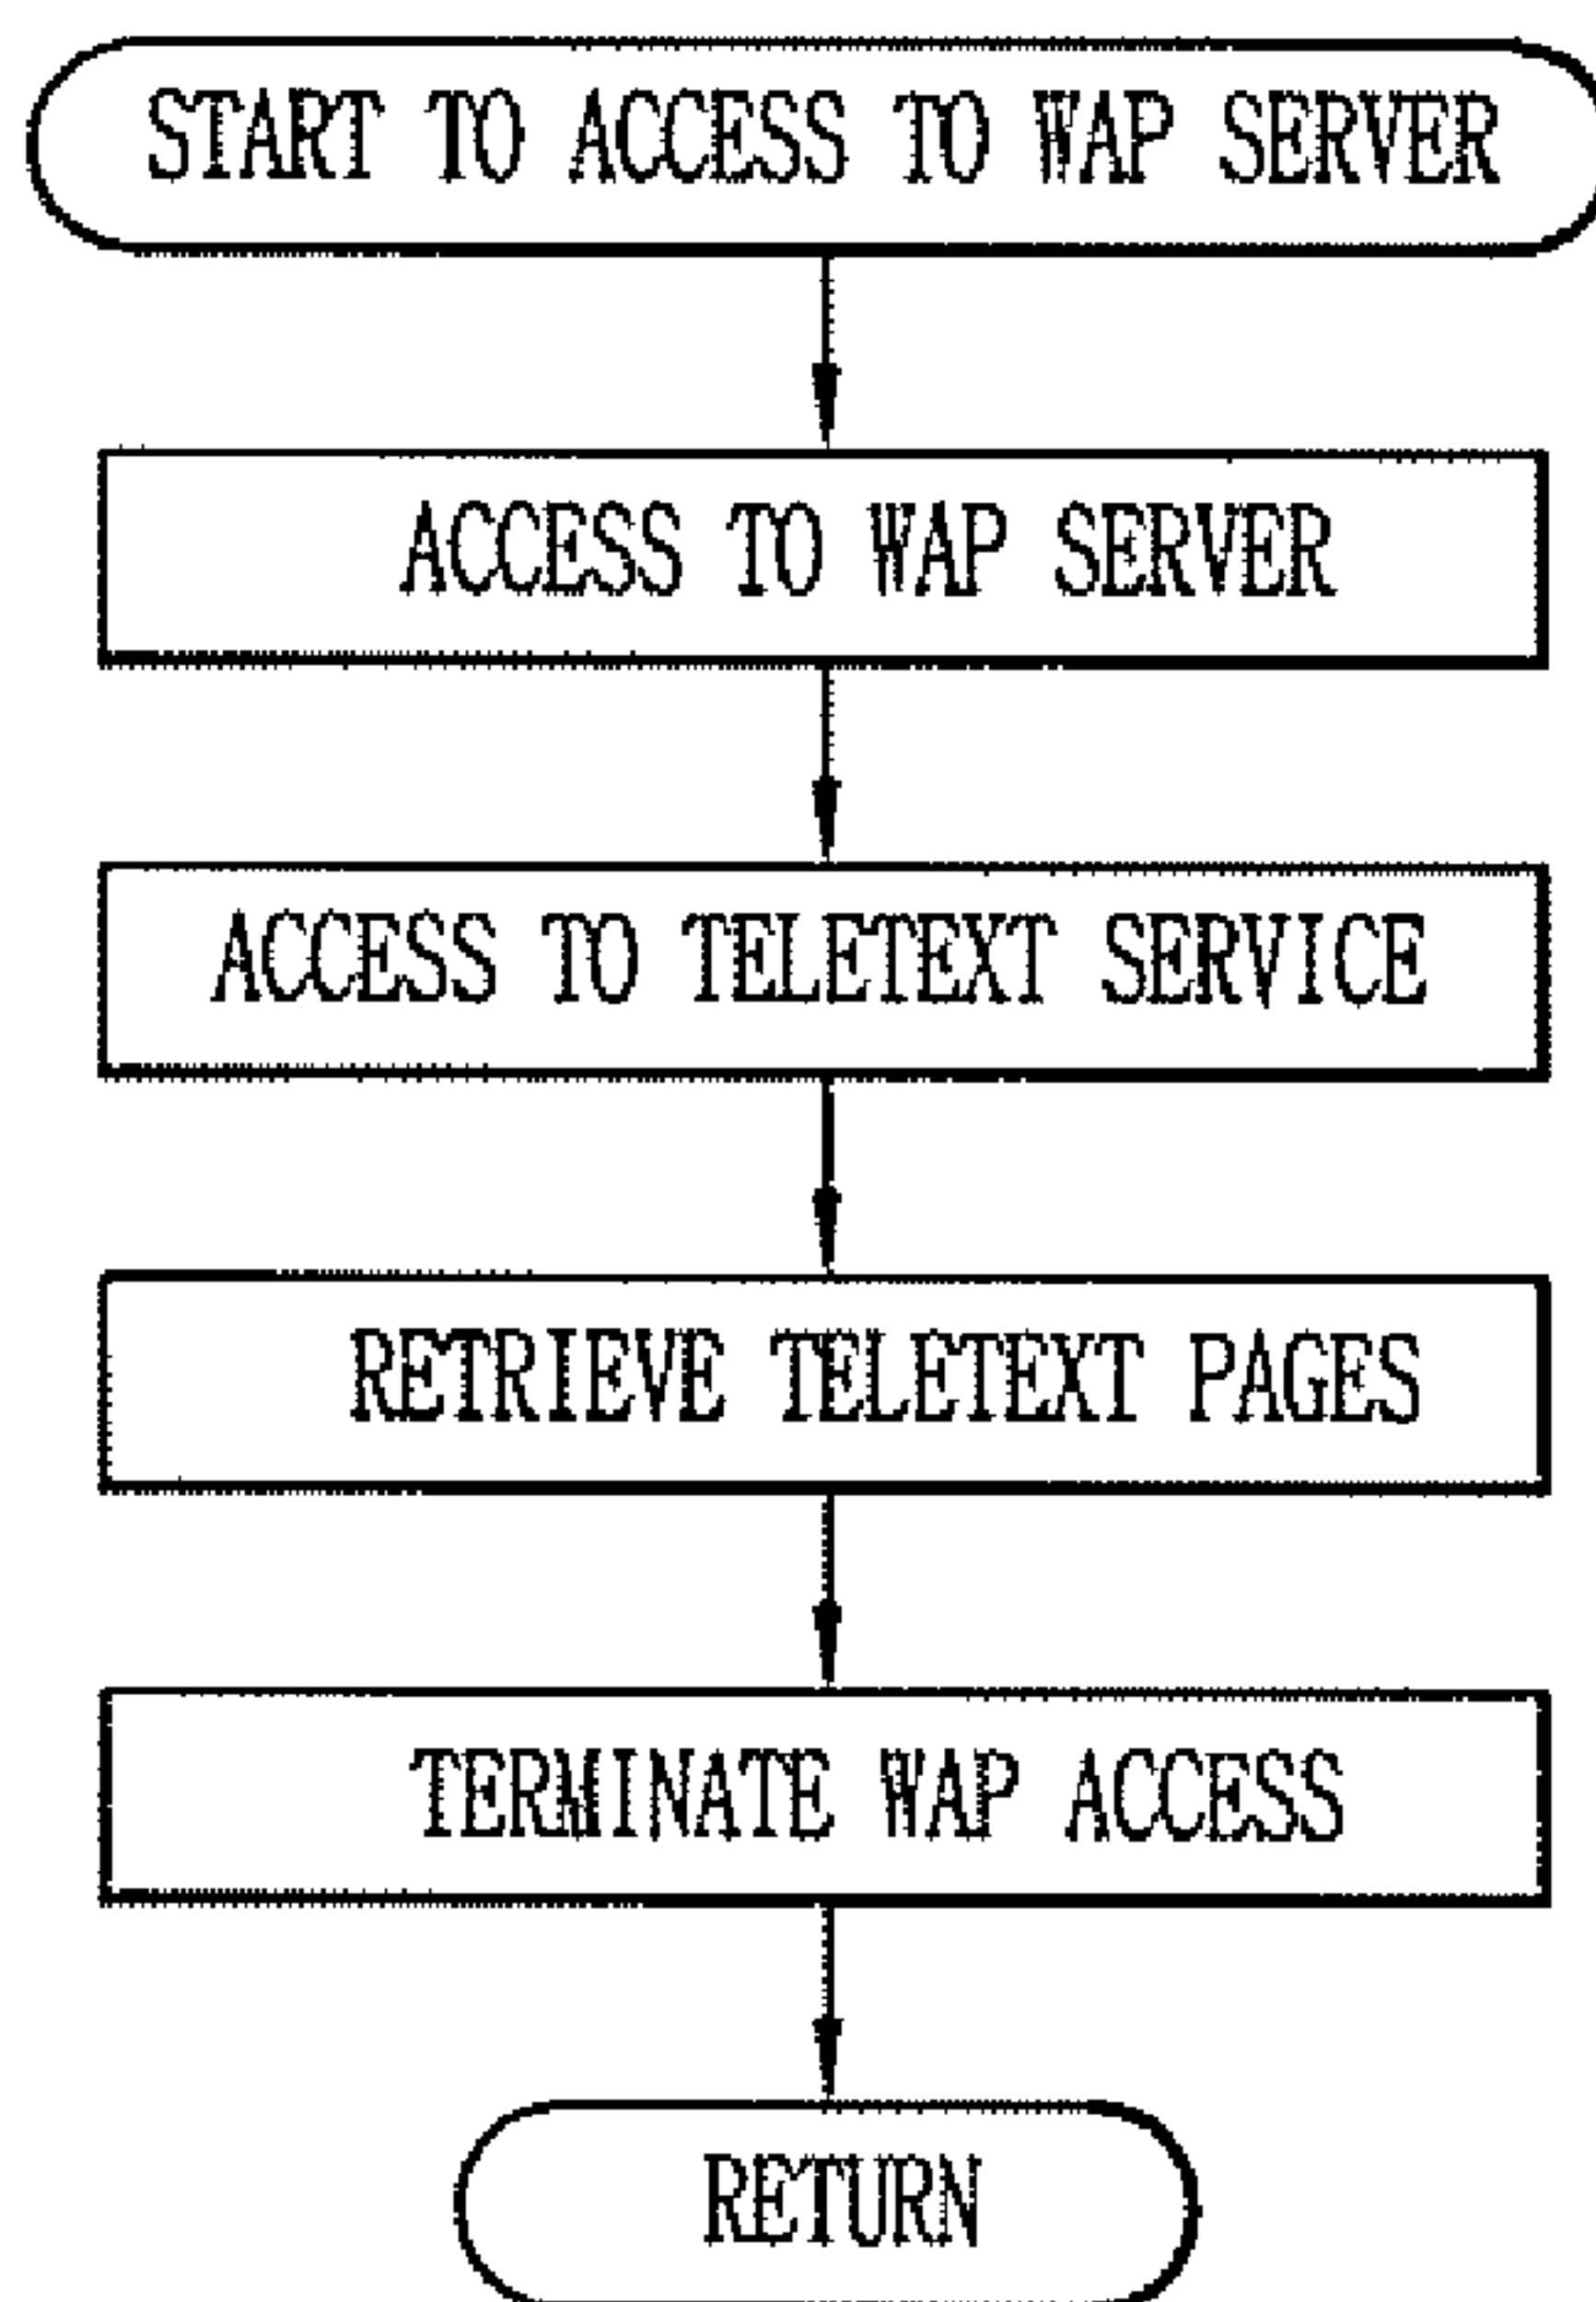 START TO ACCESS TO WAP SERVER
ACCESS TO WAP SERVER
ACCESS TO TELETEXT SERVICE
RETRIEVE TELETEXT PAGES
TERMINATE WAP ACCESS
RETURN